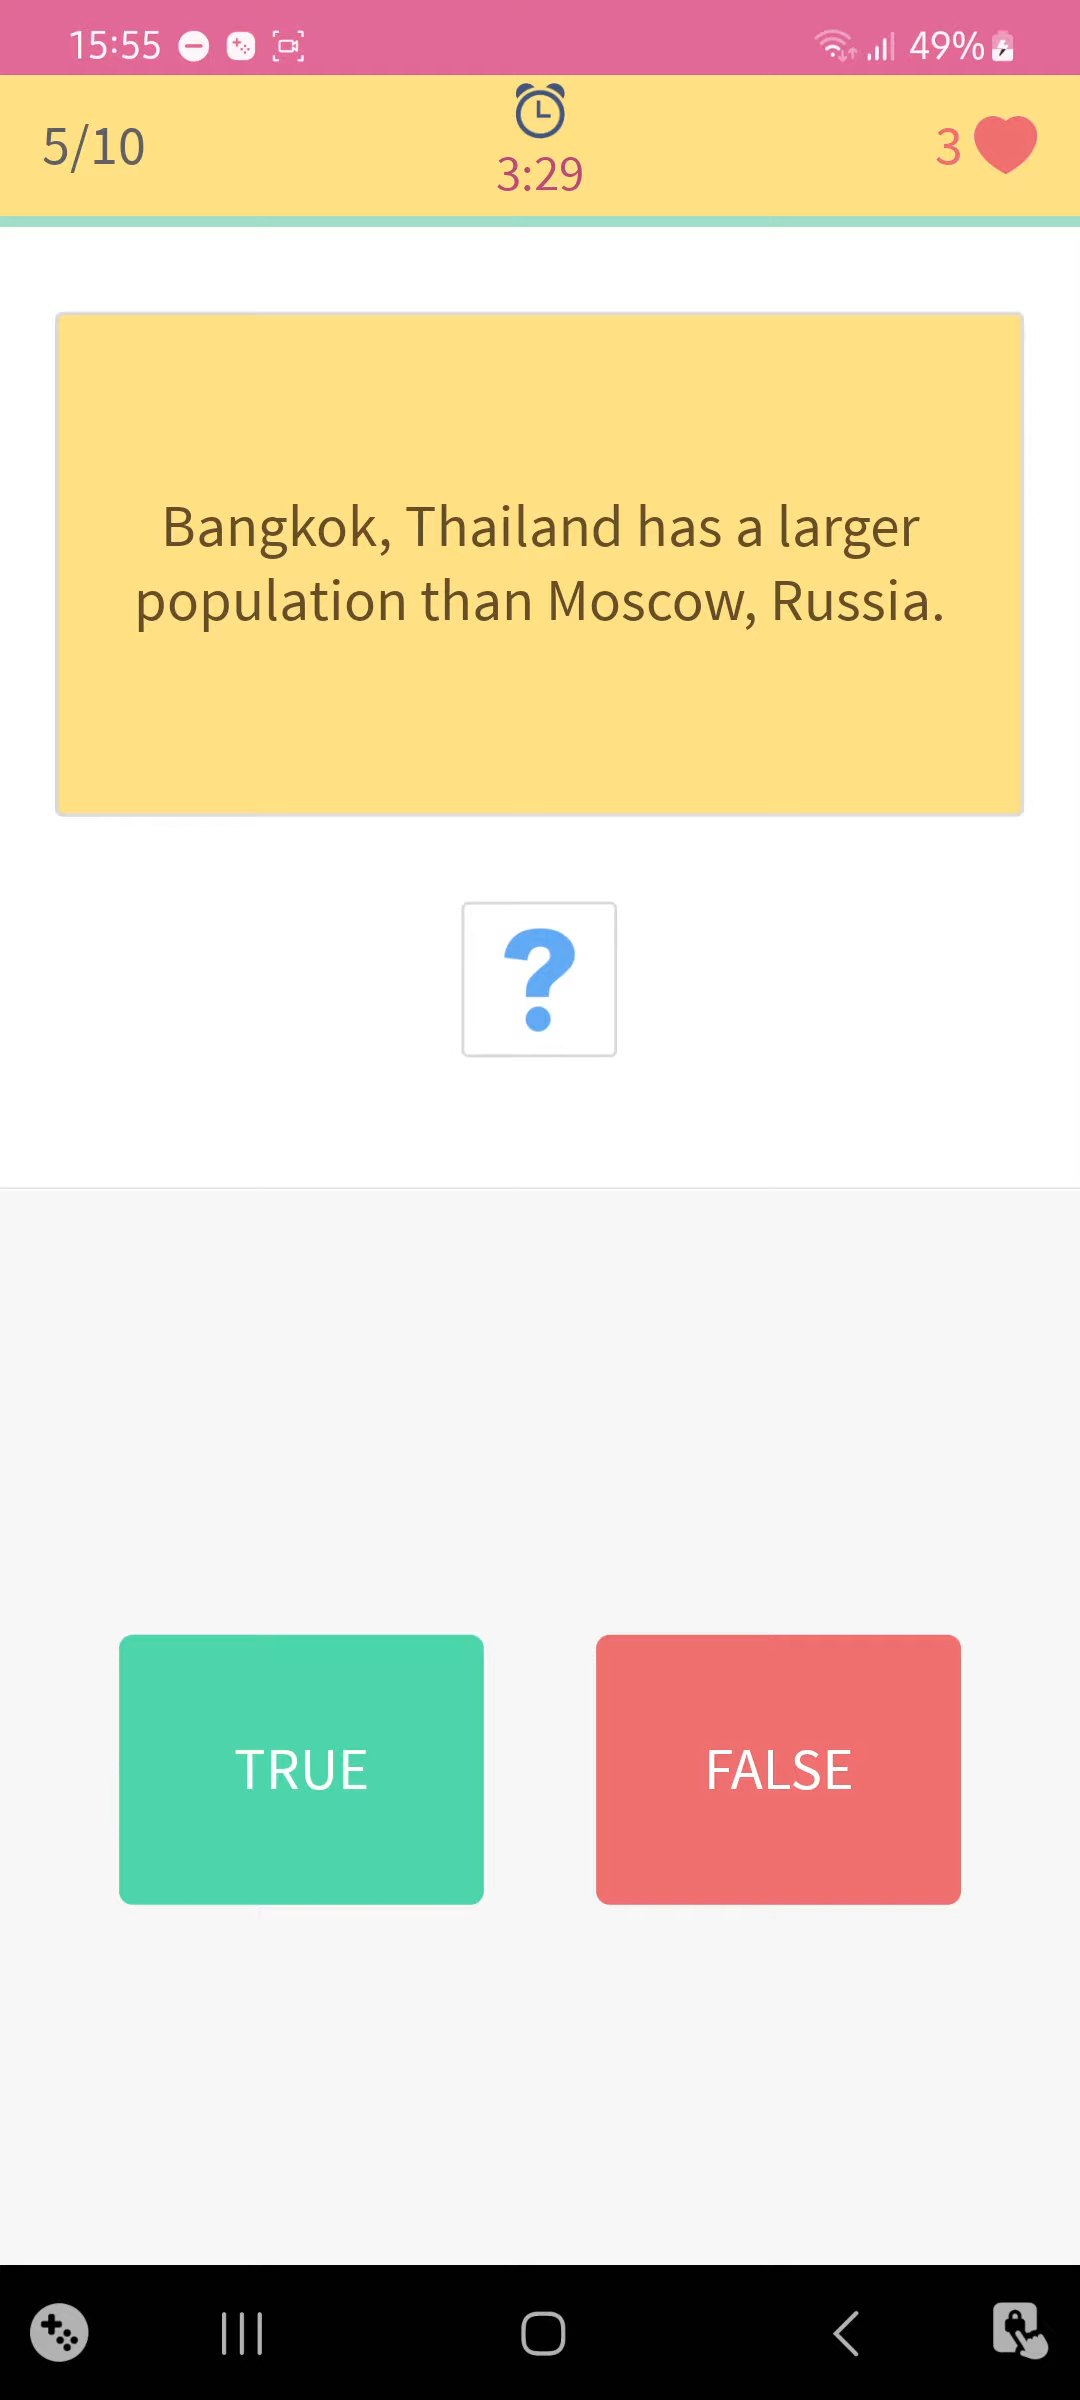 15:55
49%
5/10
3:29
3
Bangkok, Thailand has a larger
population than Moscow, Russia.
?
TRUE
FALSE